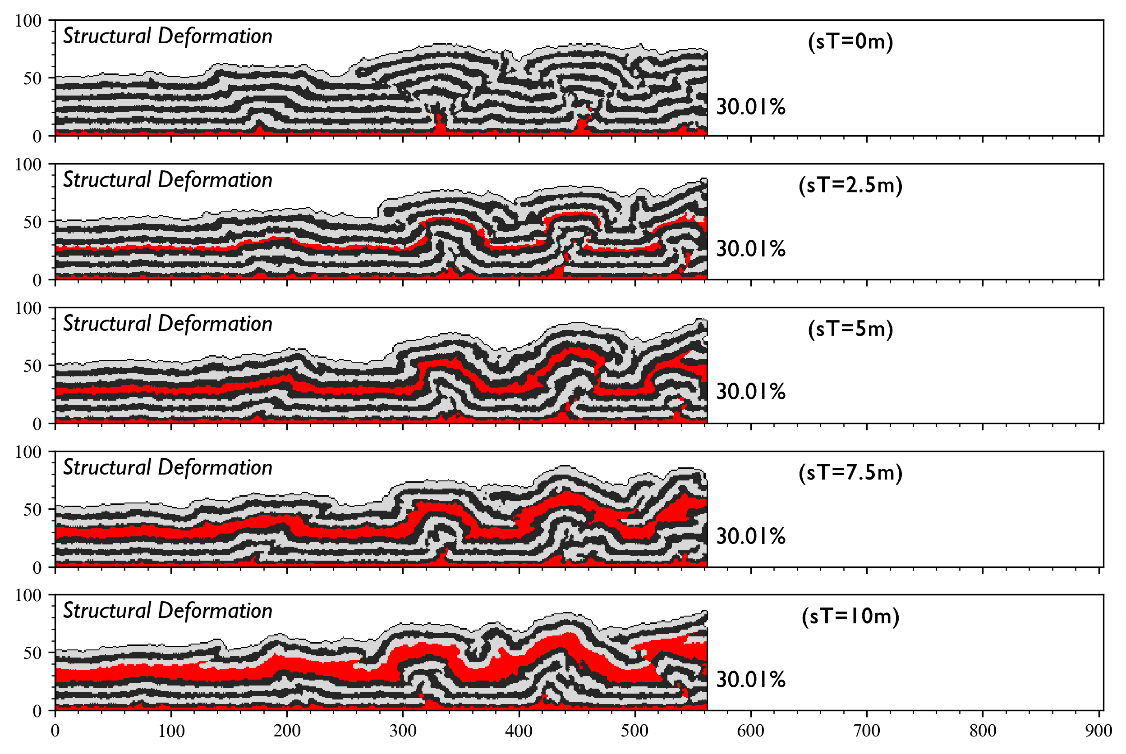 100
Structural Deformation
(sT=0m)
50
30.01%
0
100
Structural Deformation
(sT=2.5m)
50
30.01%
0
100
Structural Deformation
(sT=5m)
50
30.01%
0
100
Structural Deformation
(sT=7.5m)
50
30.01%
0
100
Structural Deformation
(sT=10m)
50
30.01%
0
0 100 200 300 400 500 600 700 800 900